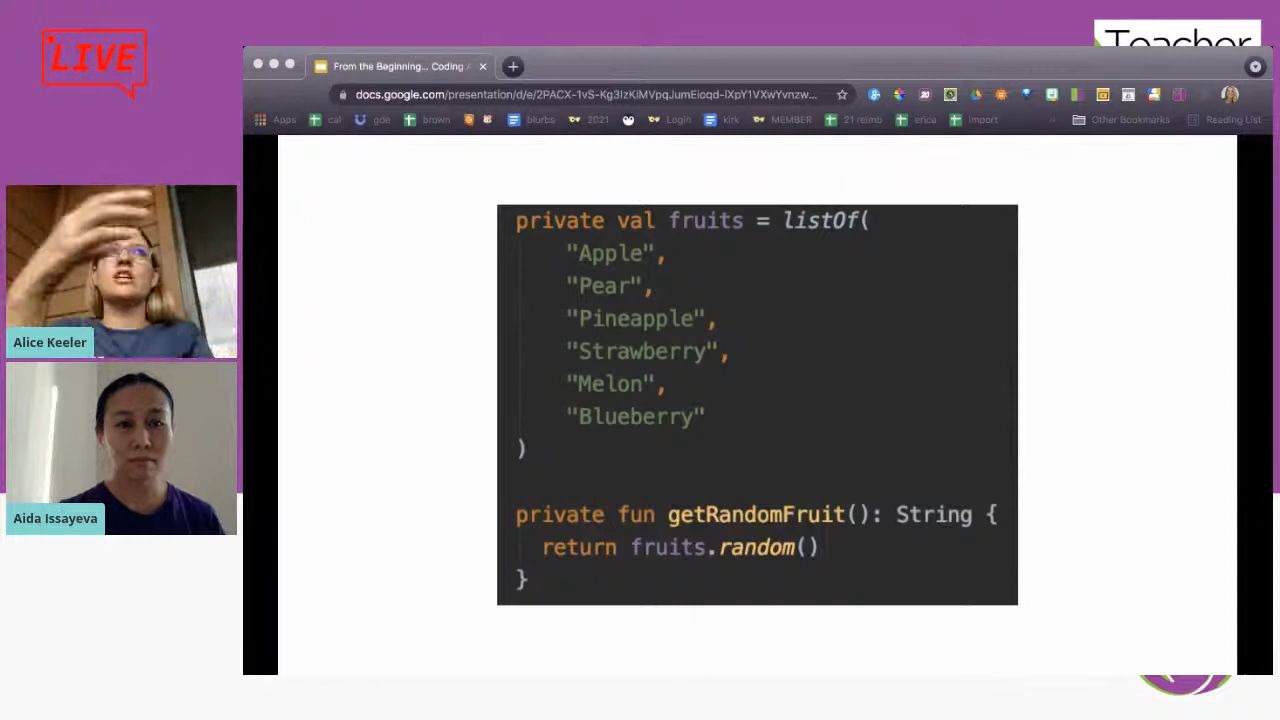 LIVE
Teacher
From the Beginning... Coding
docs.google.com/presentation/d/e/2PACX-1vS-Kg3IzKiMVpqJumEioqd-lXpY1VXwYvnzw...
Apps
cal
gde
brown
blurbs
2021
Login
kirk
MEMBER
21 reimb
erica
import
Other Bookmarks
Reading List
private val fruits = listOf(
"Apple",
"Pear",
"Pineapple",
"Strawberry",
"Melon",
"Blueberry"
)
private fun getRandomFruit(): String {
return fruits.random()
}
Alice Keeler
Aida Issayeva